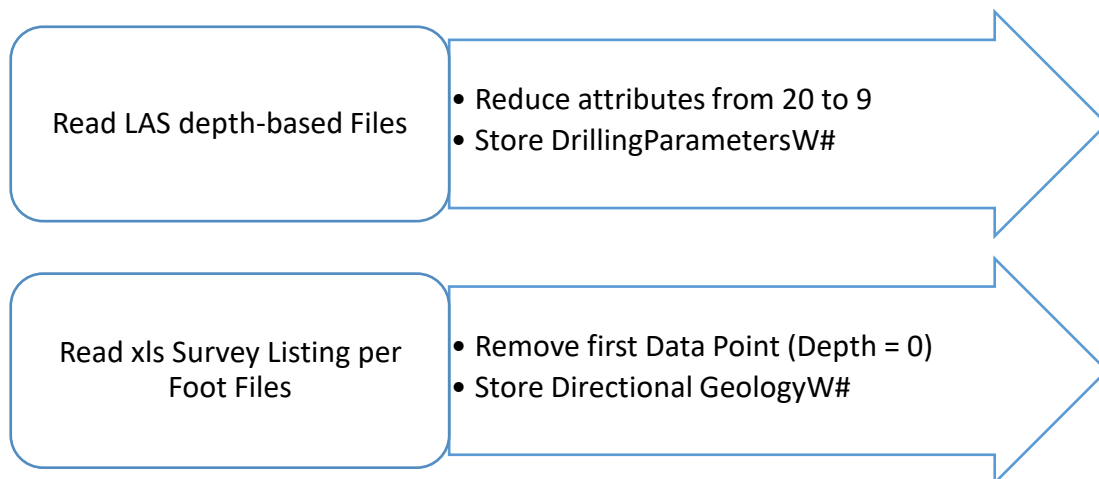 Read LAS depth-based Files
• Reduce attributes from 20 to 9
• Store DrillingParametersW#
Read xls Survey Listing per
Foot Files
• Remove first Data Point (Depth = 0)
• Store Directional GeologyW#